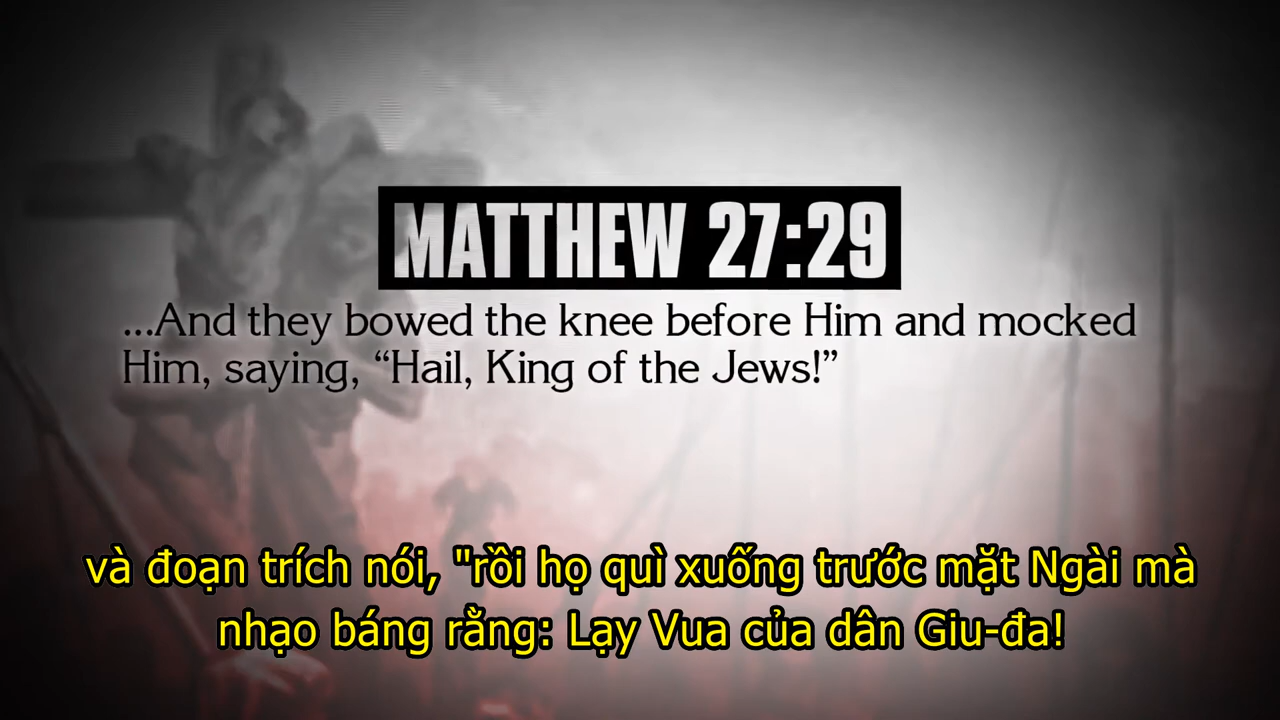 MATTHEW 27:29
...And they bowed the knee before Him and mocked
Him, saying, “Hail, King of the Jews!”
và đoạn trích nói, "rồi họ quì xuống trước mặt Ngài mà
nhạo báng rằng: Lạy Vua của dân Giu-đa!